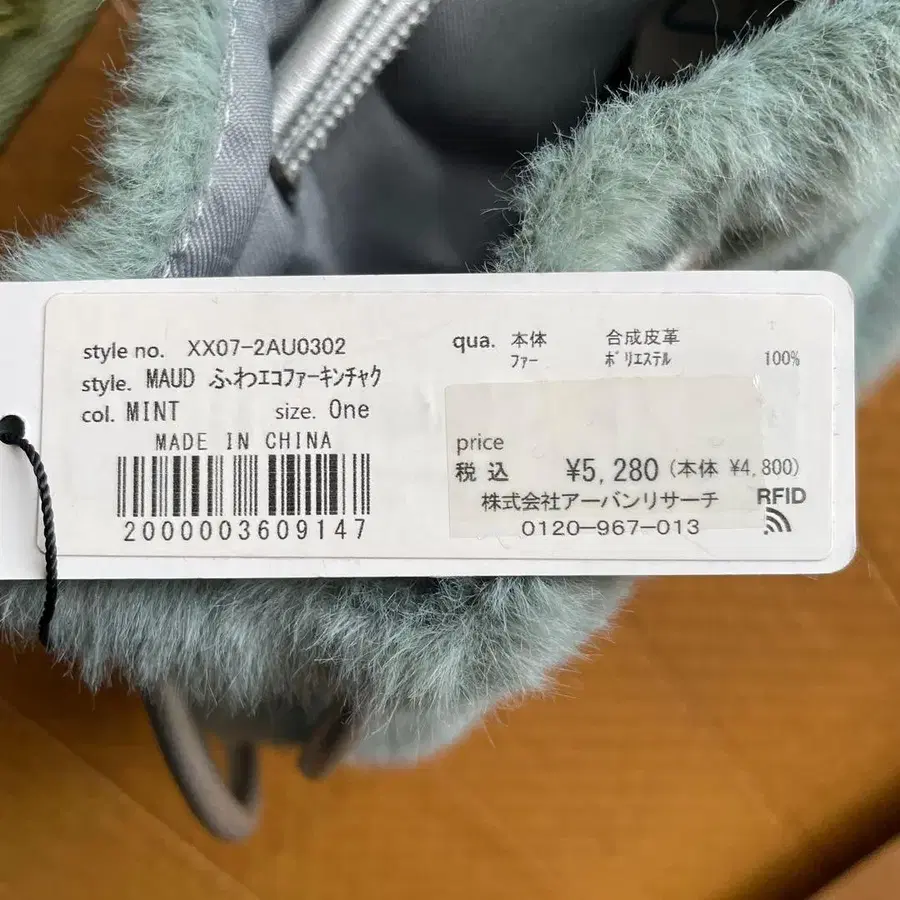 style no. XX07-2AU0302
style. MAUD ふわエコファーキンチャク
col. MINT size. One
MADE IN CHINA
2000003609147
qua. 本体 合成皮革
ファー ポリエステル 100%
price
税込 ¥5,280 (本体 ¥4,800)
株式会社アーバンリサーチ
0120-967-013
RFID